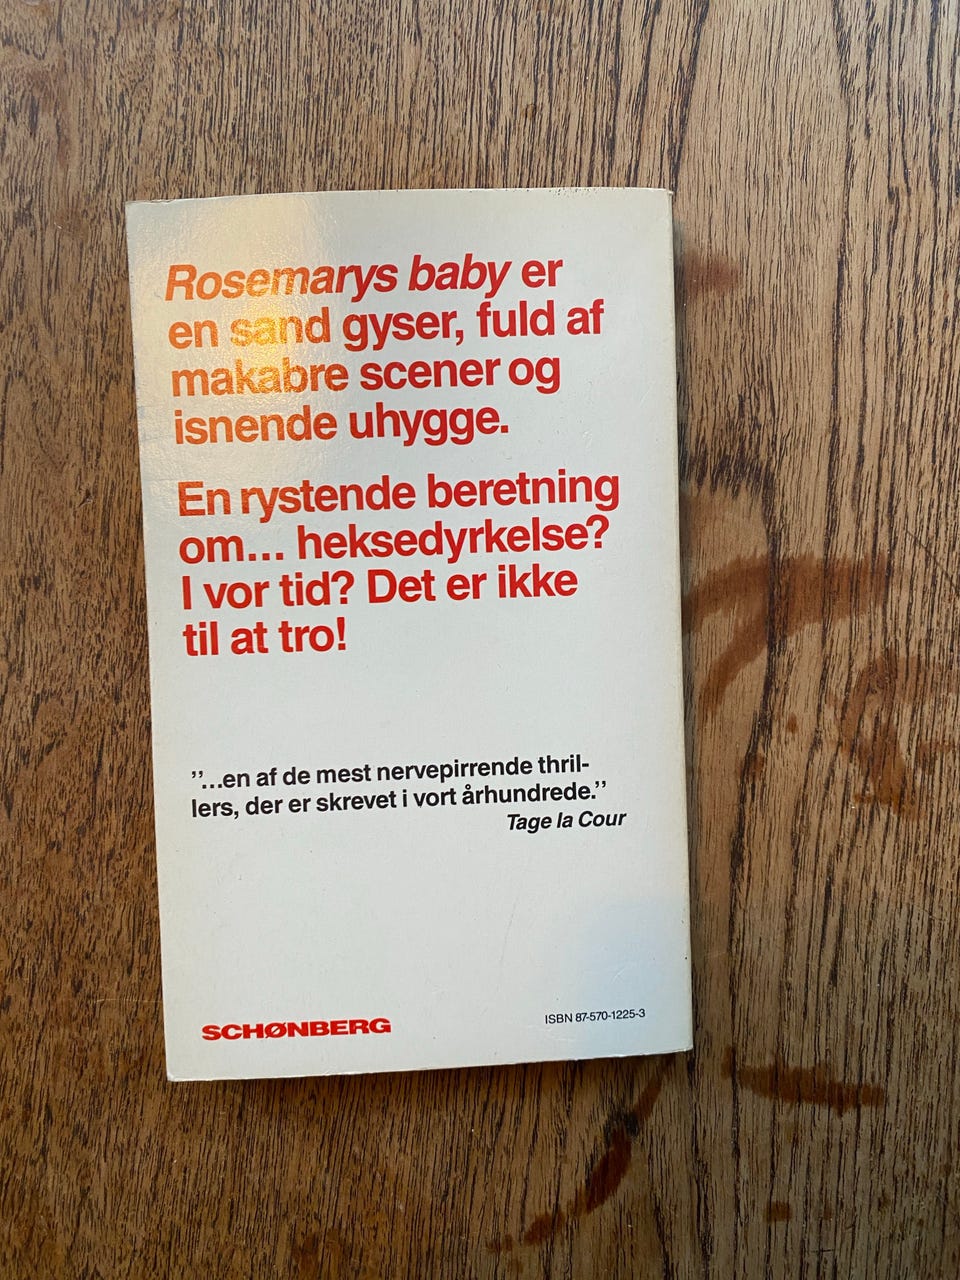 Rosemarys baby er
en sand gyser, fuld af
makabre scener og
isnende uhygge.
En rystende beretning
om... heksedyrkelse?
I vor tid? Det er ikke
til at tro!
”...en af de mest nervepirrende thril-
lers, der er skrevet i vort århundrede.”
Tage la Cour
SCHØNBERG
ISBN 87-570-1225-3